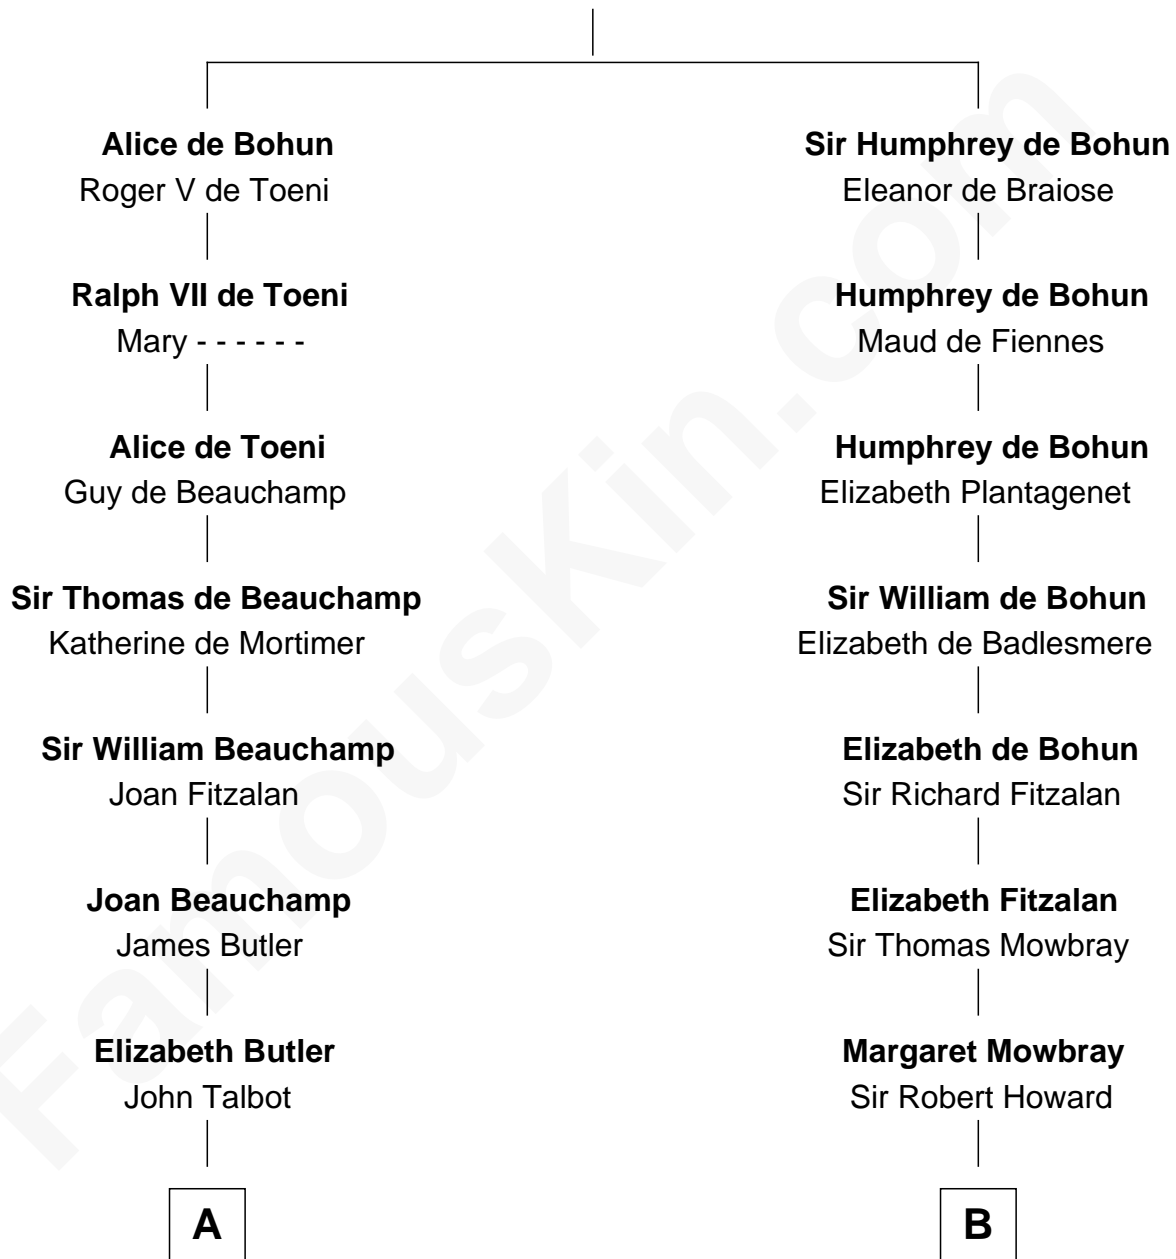 Alice de Bohun
Roger V de Toeni
Ralph VII de Toeni
Mary - - - - - -
Alice de Toeni
Guy de Beauchamp
Sir Thomas de Beauchamp
Katherine de Mortimer
Sir William Beauchamp
Joan Fitzalan
Joan Beauchamp
James Butler
Elizabeth Butler
John Talbot
A
Sir Humphrey de Bohun
Eleanor de Braiose
Humphrey de Bohun
Maud de Fiennes
Humphrey de Bohun
Elizabeth Plantagenet
Sir William de Bohun
Elizabeth de Badlesmere
Elizabeth de Bohun
Sir Richard Fitzalan
Elizabeth Fitzalan
Sir Thomas Mowbray
Margaret Mowbray
Sir Robert Howard
B
FamousKin.com